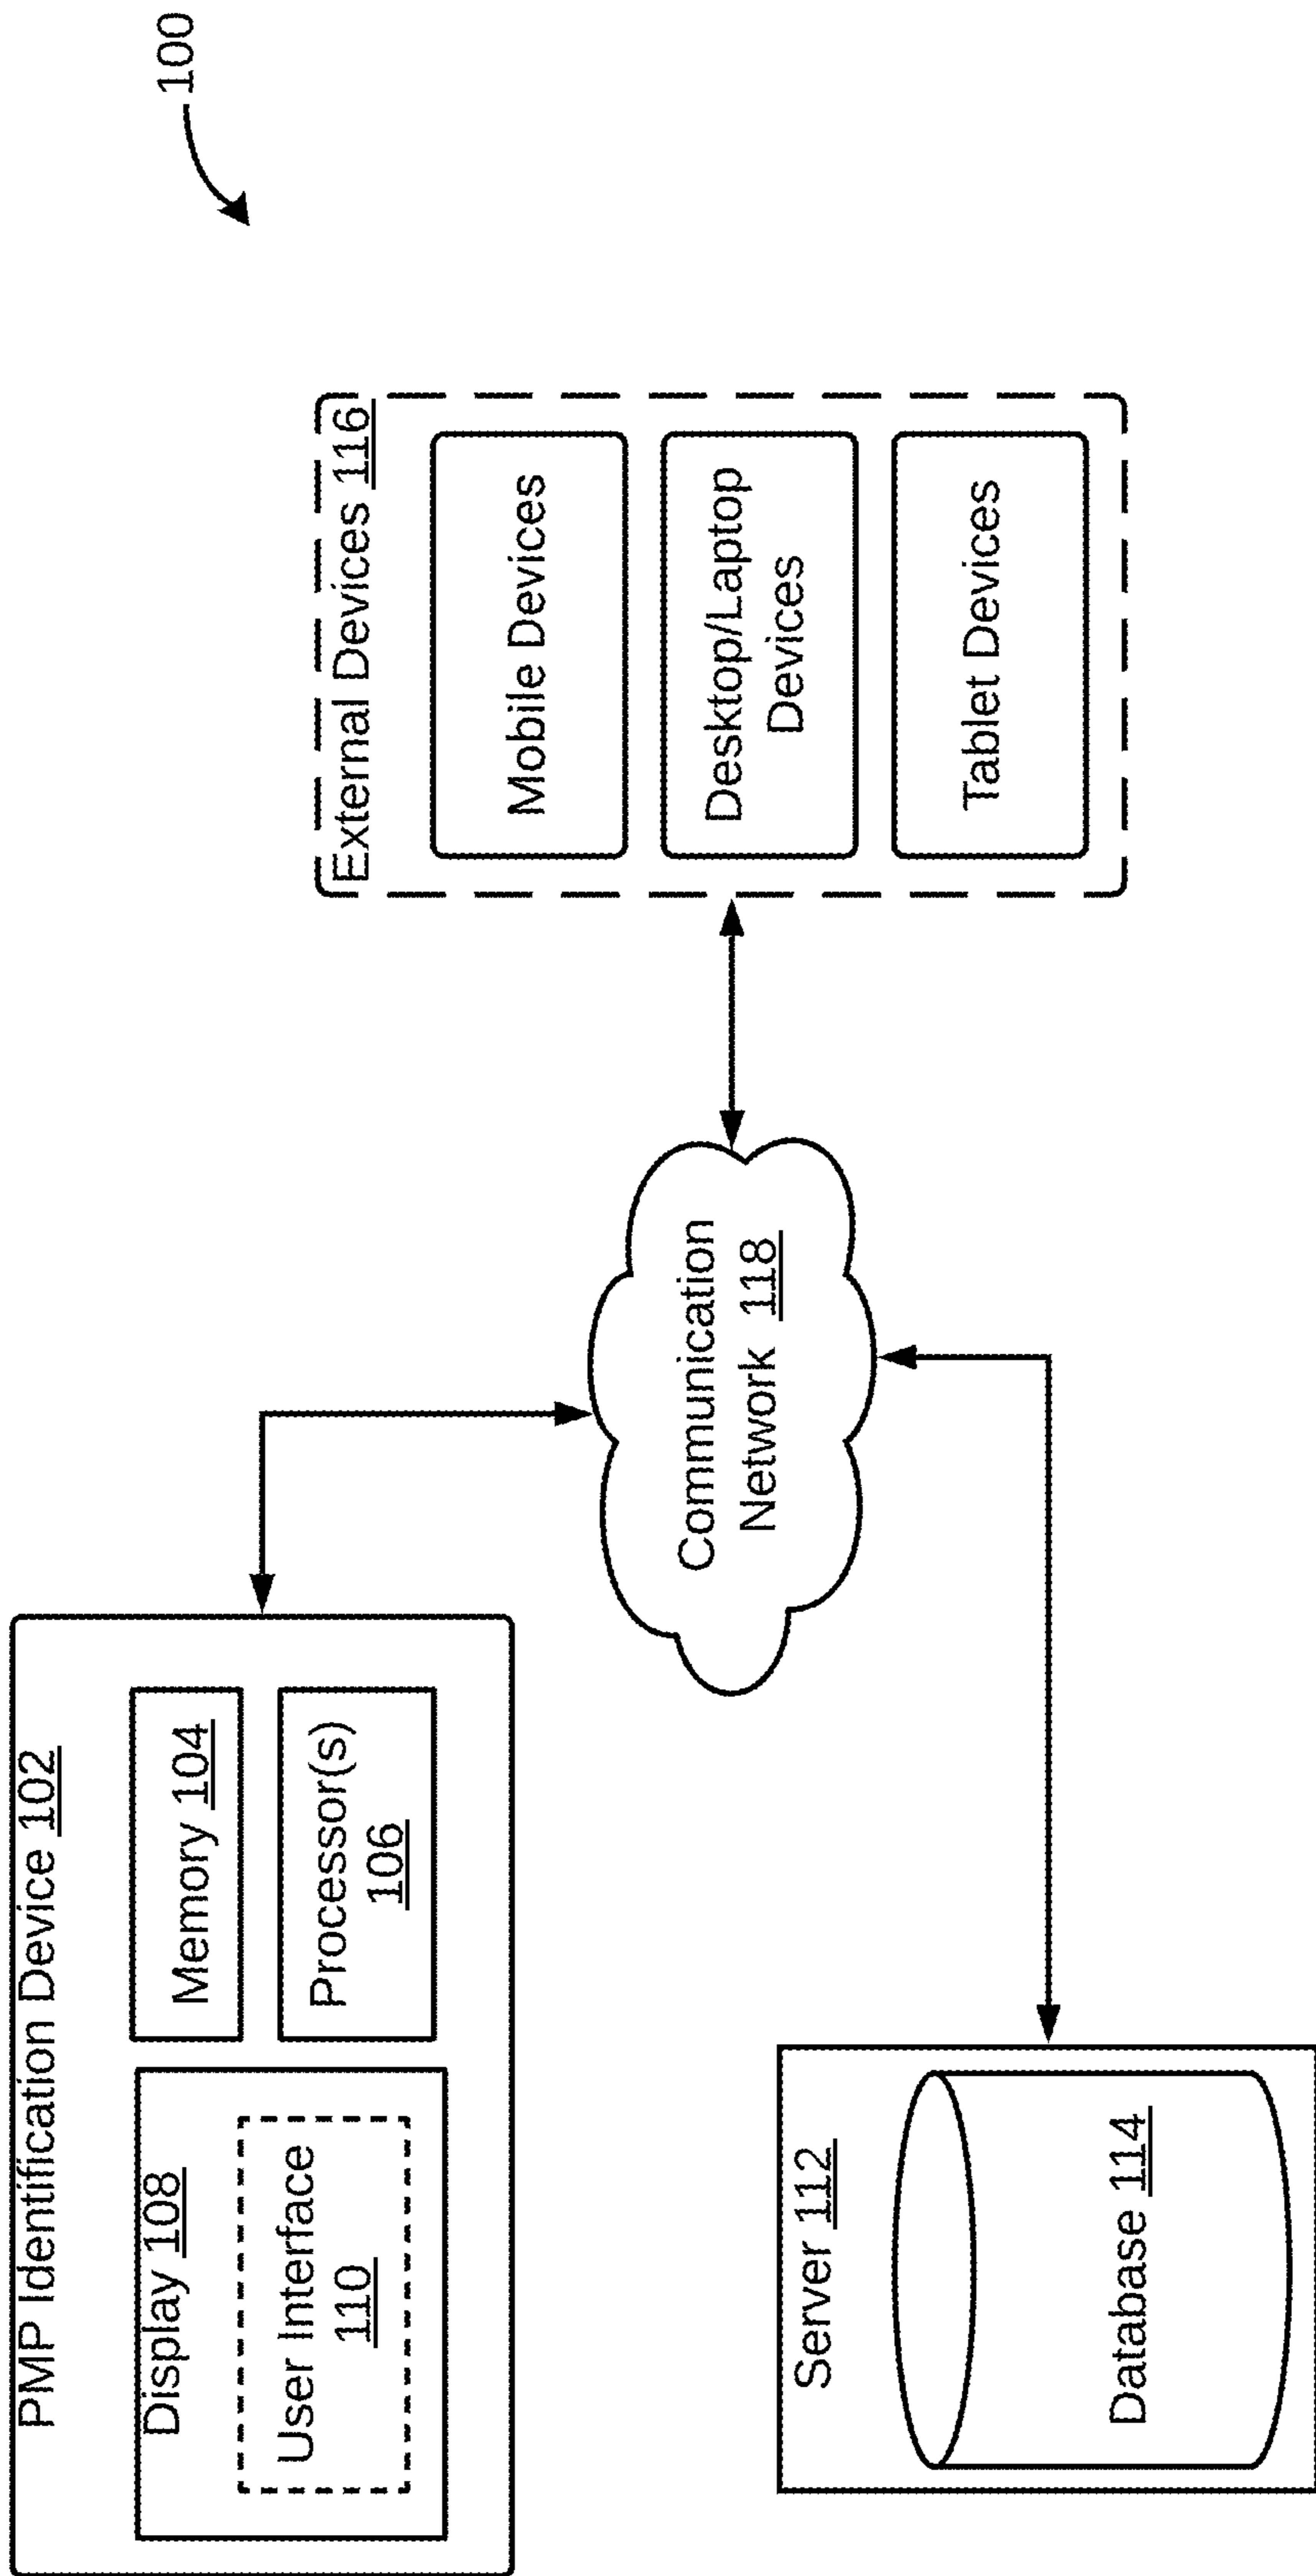 100
PMP Identification Device 102
Display 108
User Interface
110
Memory 104
Processor(s)
106
Communication
Network 118
External Devices 116
Mobile Devices
Desktop/Laptop
Devices
Tablet Devices
Server 112
Database 114